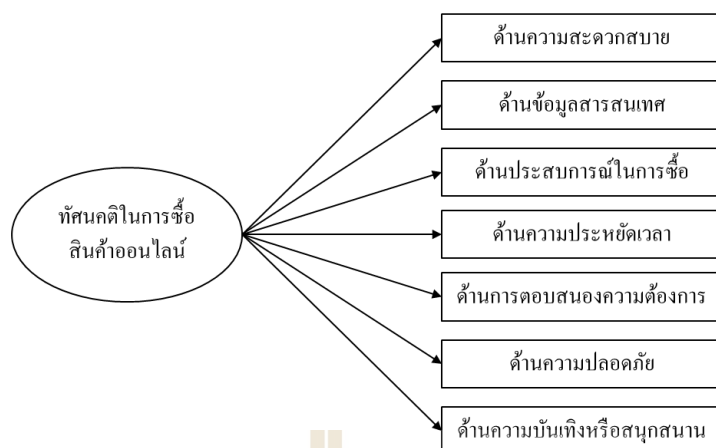 ทัศนคติในการซื้อ
สินค้าออนไลน์
ด้านความสะดวกสบาย
ด้านข้อมูลสารสนเทศ
ด้านประสบการณ์ในการซื้อ
ด้านความประหยัดเวลา
ด้านการตอบสนองความต้องการ
ด้านความปลอดภัย
ด้านความบันเทิงหรือสนุกสนาน